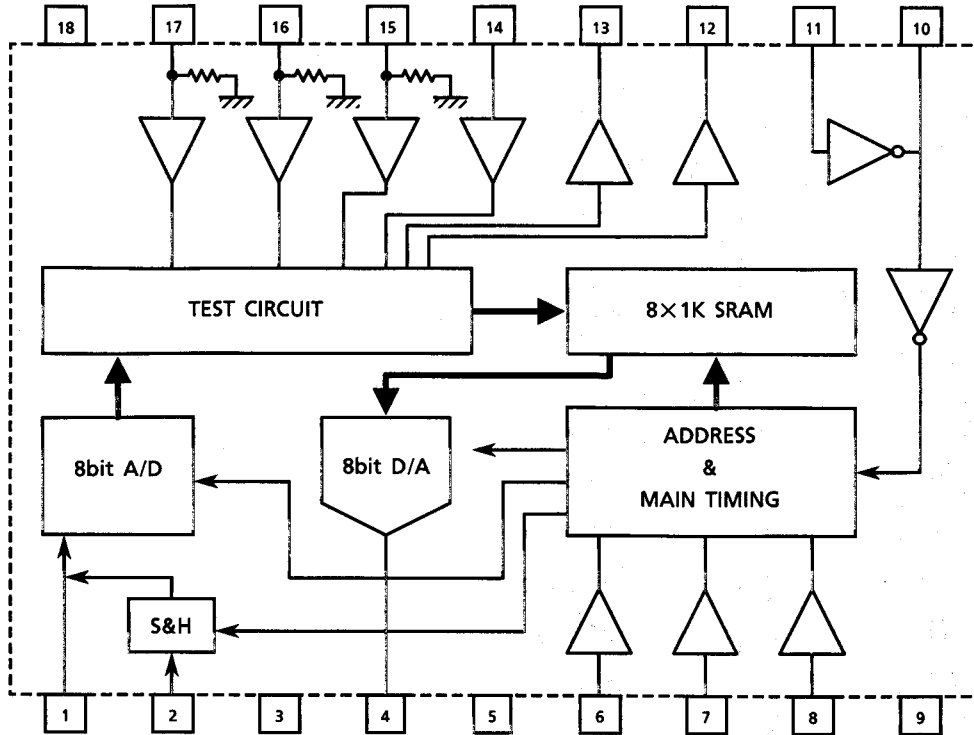 18
17
16
15
14
13
12
11
10
TEST CIRCUIT
8×1K SRAM
8bit A/D
8bit D/A
ADDRESS
&
MAIN TIMING
S&H
1
2
3
4
5
6
7
8
9